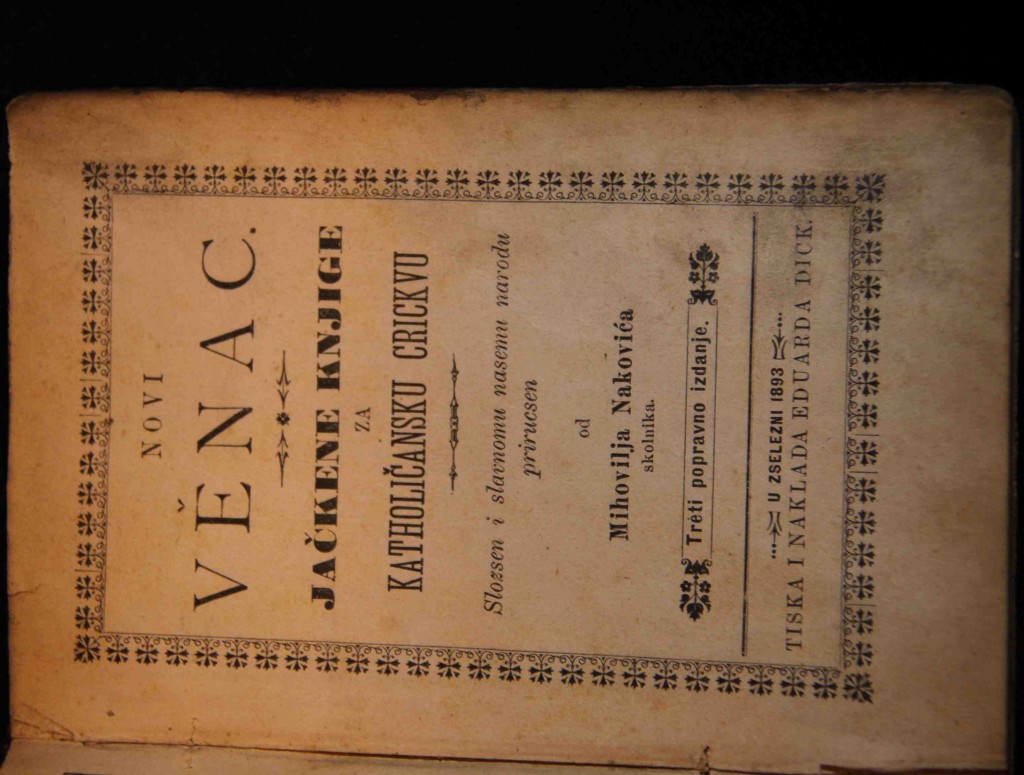 NOVI
VĚNAC.
JAČKENE KNJIGE
ZA
KATHOLIČANSKU CRICKVU
Slozsen i slavnomu nasemu narodu
prirucsen
od
Mihovilja Nakovića
skolnika.
Trěti popravno izdanje.
U ZSELEZNI 1893
TISKA I NAKLADA EDUARDA DICK.